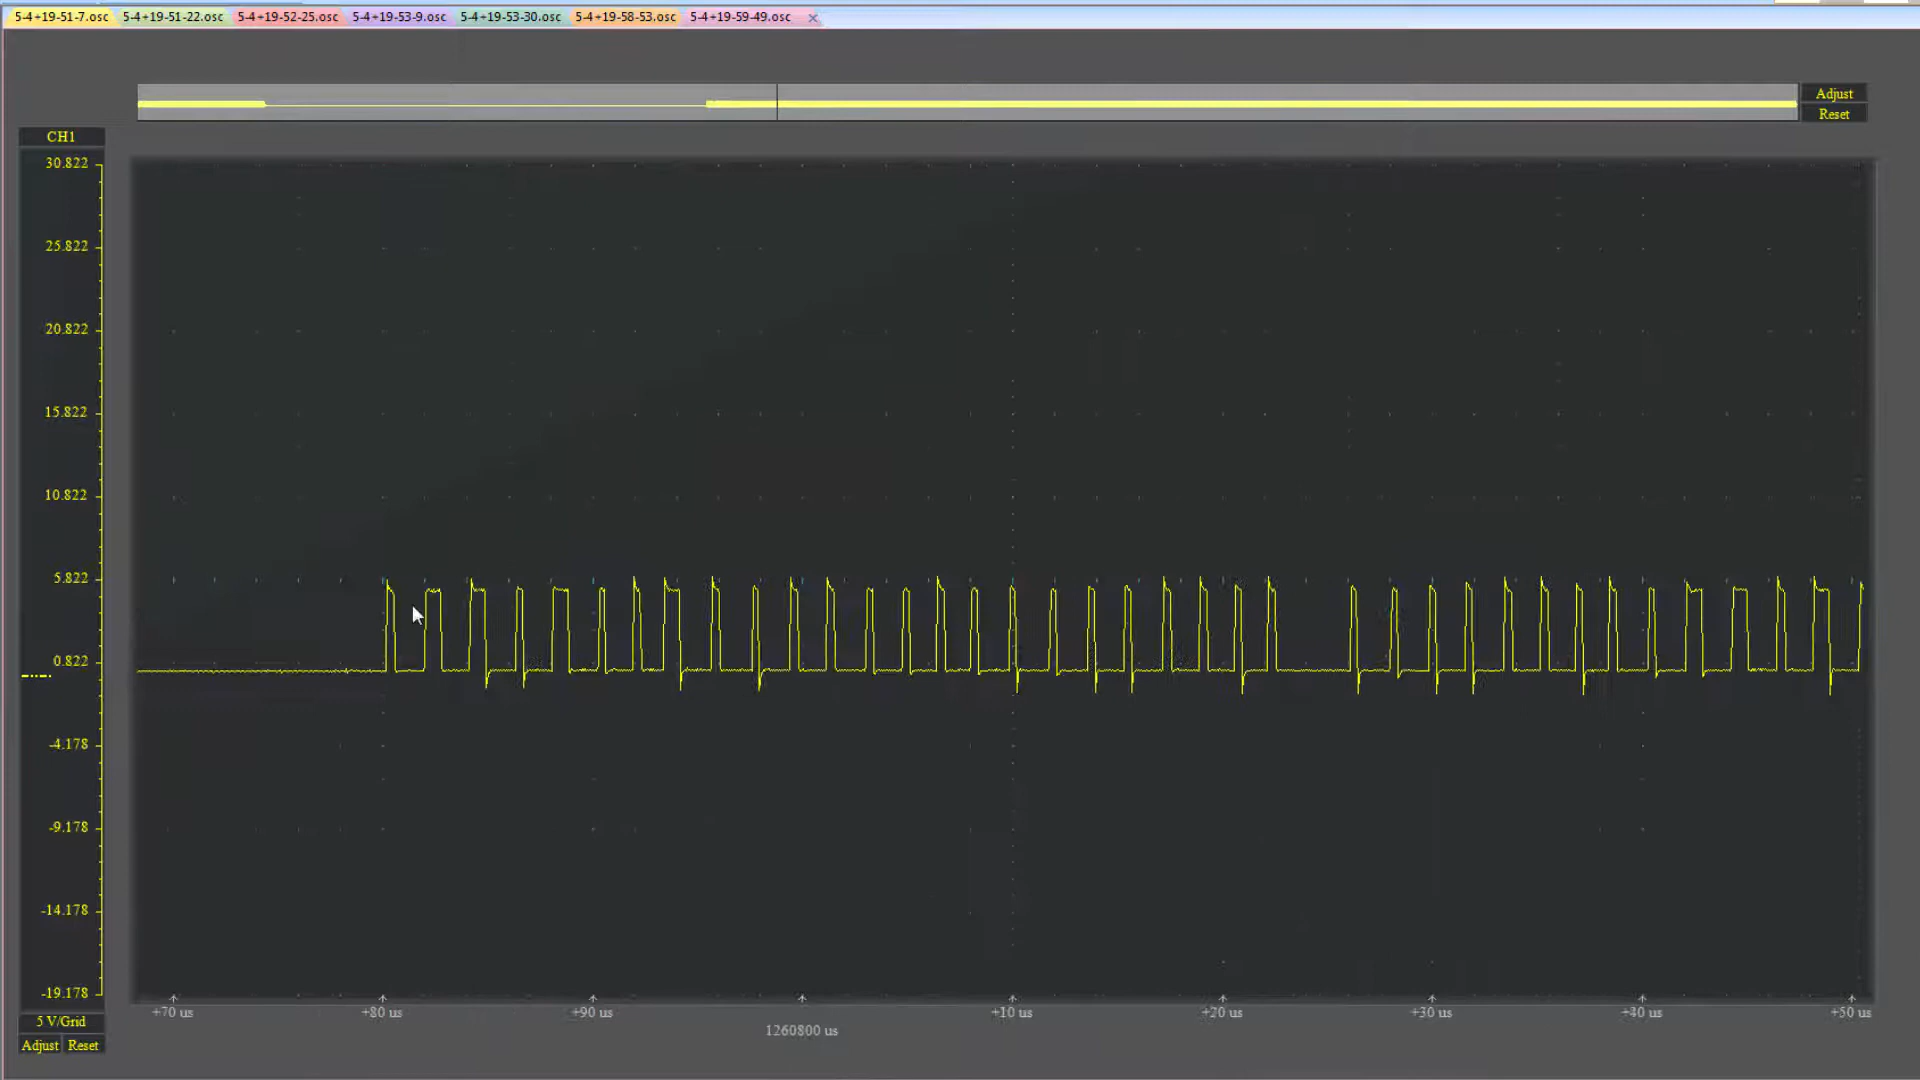 5-4+19-51-7.osc 5-4+19-51-22.osc 5-4+19-52-25.osc 5-4+19-53-9.osc 5-4+19-53-30.osc 5-4+19-58-53.osc 5-4+19-59-49.osc
Adjust
Reset
CH1
30.822
25.822
20.822
15.822
10.822
5.822
0.822
-4.178
-9.178
-14.178
-19.178
5 V/Grid
Adjust Reset
+70 us +80 us +90 us +10 us +20 us +30 us +40 us +50 us
1260800 us